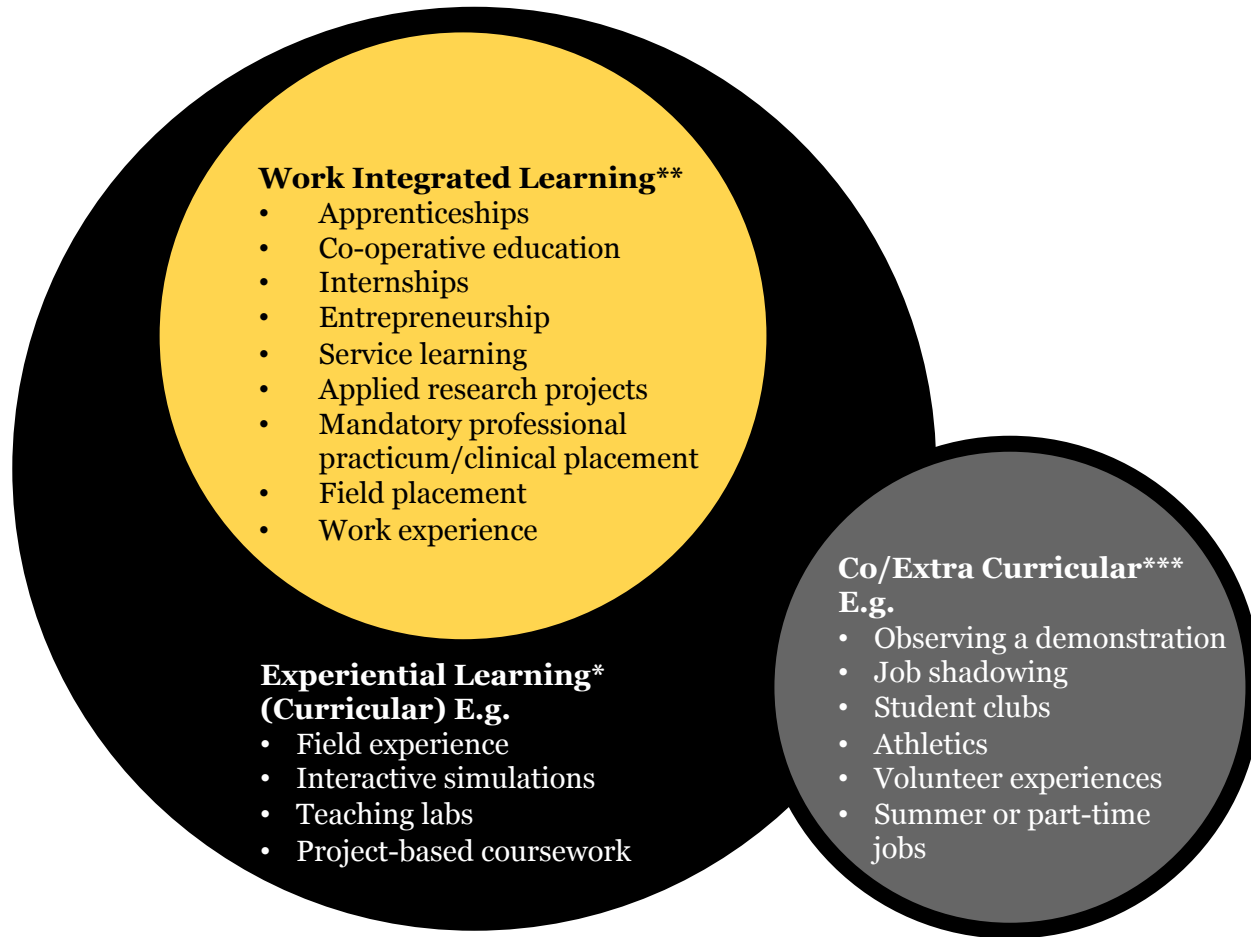 Work Integrated Learning**
• Apprenticeships
• Co-operative education
• Internships
• Entrepreneurship
• Service learning
• Applied research projects
• Mandatory professional
practicum/clinical placement
• Field placement
• Work experience
Experiential Learning*
(Curricular) E.g.
• Field experience
• Interactive simulations
• Teaching labs
• Project-based coursework
Co/Extra Curricular***
E.g.
• Observing a demonstration
• Job shadowing
• Student clubs
• Athletics
• Volunteer experiences
• Summer or part-time
jobs